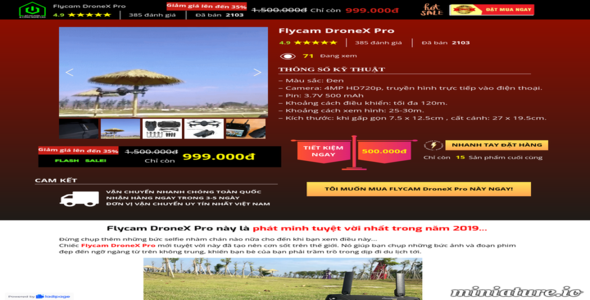 Flycam DroneX Pro
4.9 ★★★★★ 385 đánh giá Đã bán 2103
Giảm giá lên đến 35% 1.500.000đ Chỉ còn 999.000đ
HOT SALE
ĐẶT MUA NGAY
Flycam DroneX Pro
4.9 ★★★★★ 385 đánh giá Đã bán 2103
71 Đang xem
THÔNG SỐ KỸ THUẬT
– Màu sắc: Đen
– Camera: 4MP HD720p, truyền hình trực tiếp vào điện thoại.
– Pin: 3.7V 500 mAh
– Khoảng cách điều khiển: tối đa 120m.
– Khoảng cách xem hình: 25-30m.
– Kích thước: khi gấp gọn 7.5 x 12.5cm , cất cánh: 27 x 19.5cm.
Giảm giá lên đến 35% 1.500.000đ
FLASH SALE! Chỉ còn 999.000đ
TIẾT KIỆM NGAY 500.000đ
NHANH TAY ĐẶT HÀNG
Chỉ còn 15 Sản phẩm cuối cùng
CAM KẾT
VẬN CHUYỂN NHANH CHÓNG TOÀN QUỐC
NHẬN HÀNG NGAY TRONG 3-5 NGÀY
ĐƠN VỊ VẬN CHUYỂN UY TÍN NHẤT VIỆT NAM
TÔI MUỐN MUA FLYCAM DroneX Pro NÀY NGAY!
Flycam DroneX Pro này là phát minh tuyệt vời nhất trong năm 2019...
Đừng chụp thêm những bức selfie nhàm chán nào nữa cho đến khi bạn xem điều này...
Chiếc Flycam DroneX Pro mới tuyệt vời này đã tạo nên cơn sốt trên thế giới. Nó giúp bạn chụp những bức ảnh và đoạn phim
đẹp đến ngỡ ngàng từ trên không trung, khiến bạn bè của bạn phải trầm trồ trong dịp đi du lịch tới.
Powered by ladipage
miniature.io